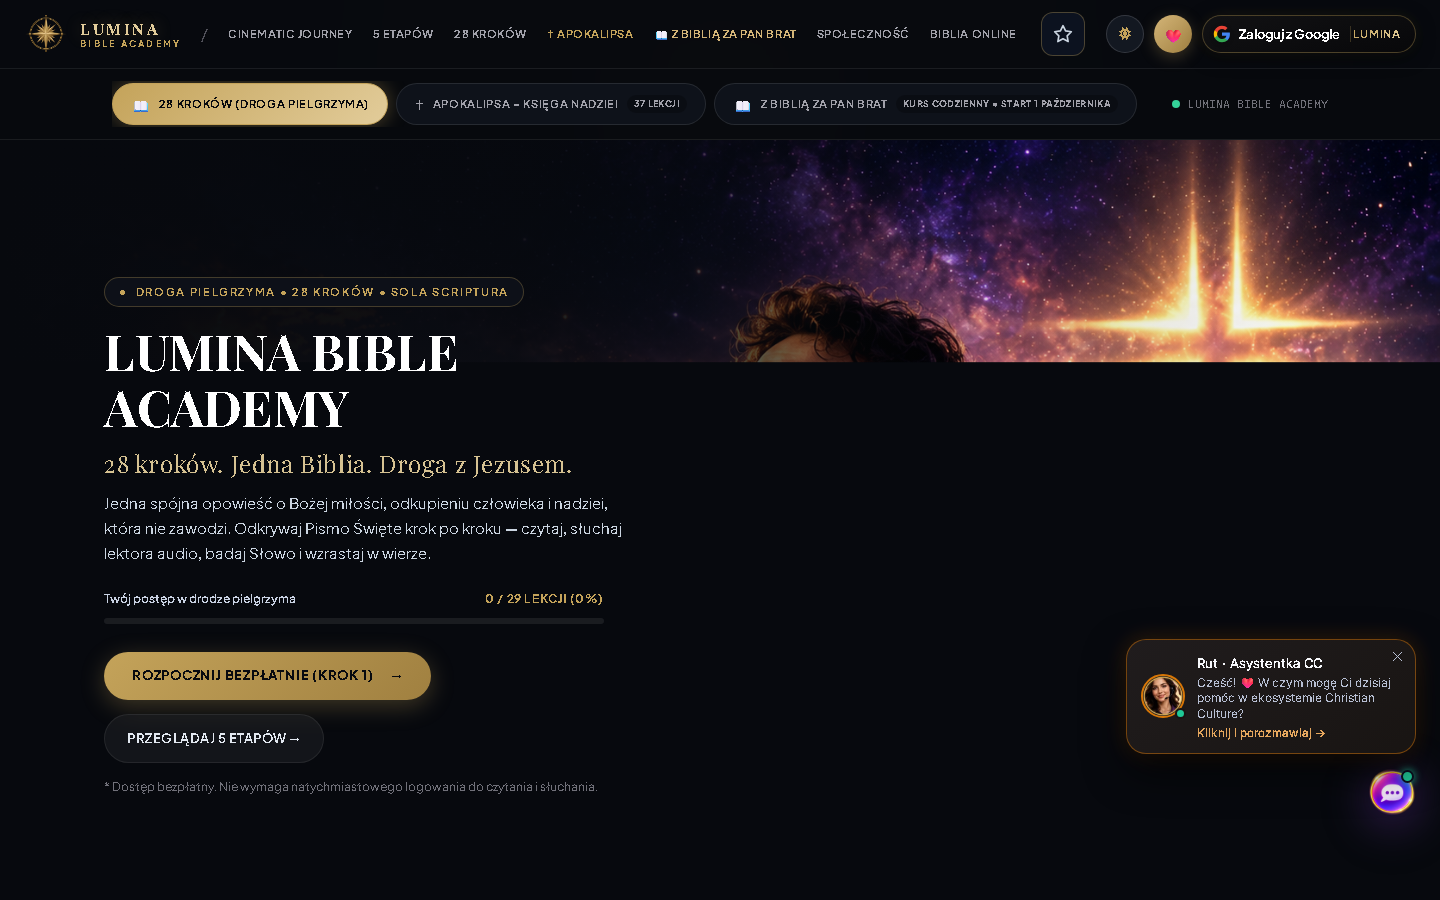 LUMINA
BIBLE ACADEMY
/
CINEMATIC JOURNEY
5 ETAPÓW
28 KROKÓW
† APOKALIPSA
Z BIBLIĄ ZA PAN BRAT
SPOŁECZNOŚĆ
BIBLIA ONLINE
Zaloguj z Google
LUMINA
28 KROKÓW (DROGA PIELGRZYMA)
† APOKALIPSA – KSIĘGA NADZIEI 37 LEKCJI
Z BIBLIĄ ZA PAN BRAT KURS CODZIENNY • START 1 PAŹDZIERNIKA
LUMINA BIBLE ACADEMY
• DROGA PIELGRZYMA • 28 KROKÓW • SOLA SCRIPTURA
LUMINA BIBLE
ACADEMY
28 kroków. Jedna Biblia. Droga z Jezusem.
Jedna spójna opowieść o Bożej miłości, odkupieniu człowieka i nadziei,
która nie zawodzi. Odkrywaj Pismo Święte krok po kroku — czytaj, słuchaj
lektora audio, badaj Słowo i wzrastaj w wierze.
Twój postęp w drodze pielgrzyma
0 / 29 LEKCJI (0%)
ROZPOCZNIJ BEZPŁATNIE (KROK 1) →
PRZEGLĄDAJ 5 ETAPÓW →
* Dostęp bezpłatny. Nie wymaga natychmiastowego logowania do czytania i słuchania.
Rut · Asystentka CC
Cześć! ❤️ W czym mogę Ci dzisiaj
pomóc w ekosystemie Christian
Culture?
Kliknij i porozmawiaj →